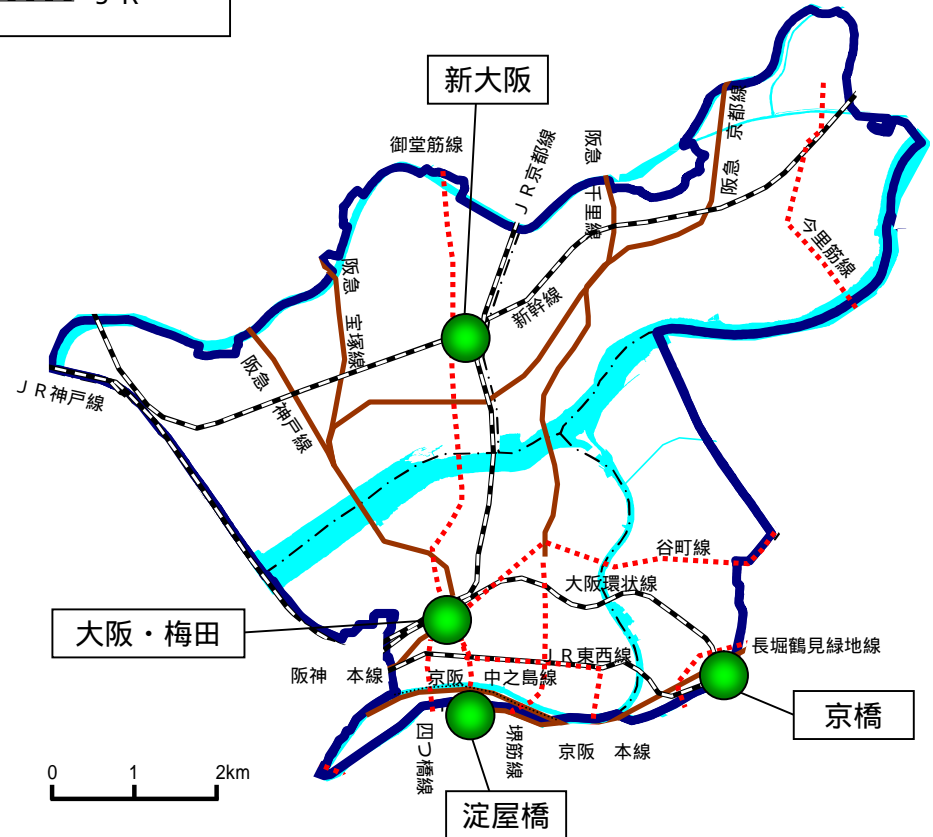 ＪＲ
新大阪
御堂筋線
ＪＲ京都線
阪急 千里線
阪急 京都線
今里筋線
阪急 宝塚線
新幹線
阪急 神戸線
ＪＲ神戸線
谷町線
大阪環状線
大阪・梅田
ＪＲ東西線
長堀鶴見緑地線
阪神 本線
京阪 中之島線
京橋
四つ橋線
堺筋線
京阪 本線
0 1 2km
淀屋橋